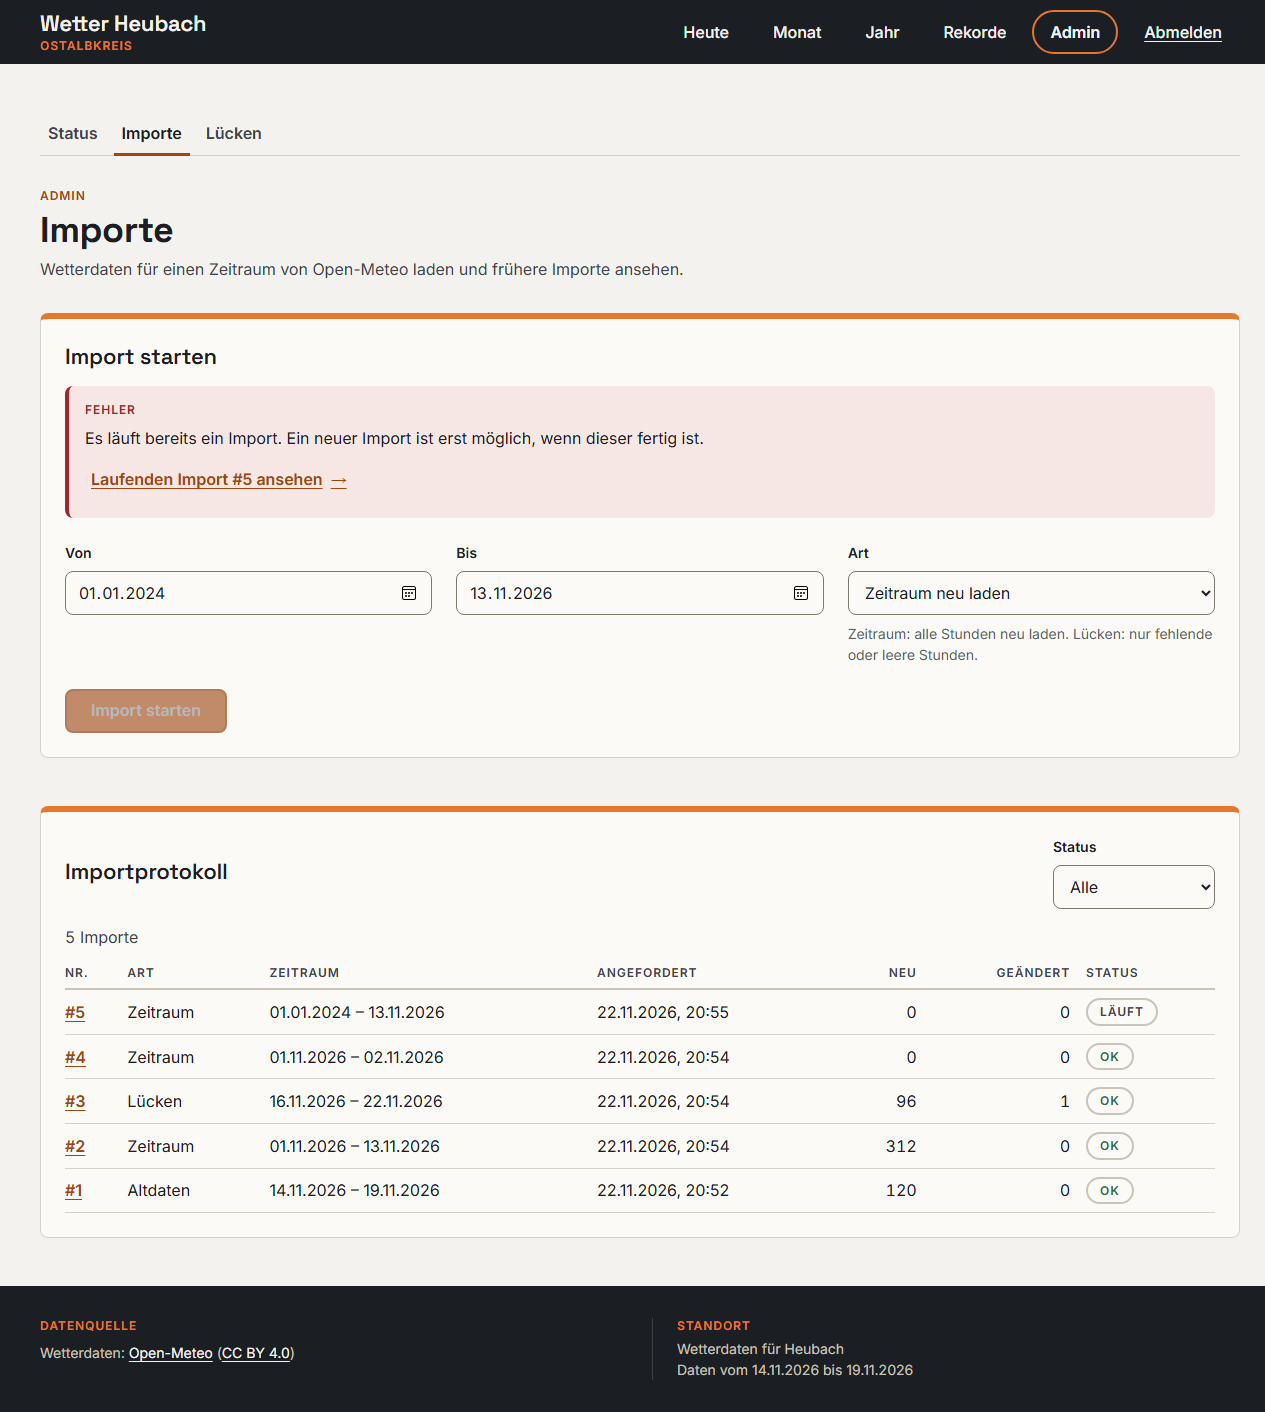 Wetter Heubach
OSTALBKREIS
Heute Monat Jahr Rekorde Admin Abmelden
Status Importe Lücken
ADMIN
Importe
Wetterdaten für einen Zeitraum von Open-Meteo laden und frühere Importe ansehen.
Import starten
FEHLER
Es läuft bereits ein Import. Ein neuer Import ist erst möglich, wenn dieser fertig ist.
Laufenden Import #5 ansehen →
Von Bis Art
01.01.2024 13.11.2026 Zeitraum neu laden
Zeitraum: alle Stunden neu laden. Lücken: nur fehlende
oder leere Stunden.
Import starten
Status
Importprotokoll
Alle
5 Importe
NR. ART ZEITRAUM ANGEFORDERT NEU GEÄNDERT STATUS
#5 Zeitraum 01.01.2024 – 13.11.2026 22.11.2026, 20:55 0 0 LÄUFT
#4 Zeitraum 01.11.2026 – 02.11.2026 22.11.2026, 20:54 0 0 OK
#3 Lücken 16.11.2026 – 22.11.2026 22.11.2026, 20:54 96 1 OK
#2 Zeitraum 01.11.2026 – 13.11.2026 22.11.2026, 20:54 312 0 OK
#1 Altdaten 14.11.2026 – 19.11.2026 22.11.2026, 20:52 120 0 OK
DATENQUELLE
Wetterdaten: Open-Meteo (CC BY 4.0)
STANDORT
Wetterdaten für Heubach
Daten vom 14.11.2026 bis 19.11.2026